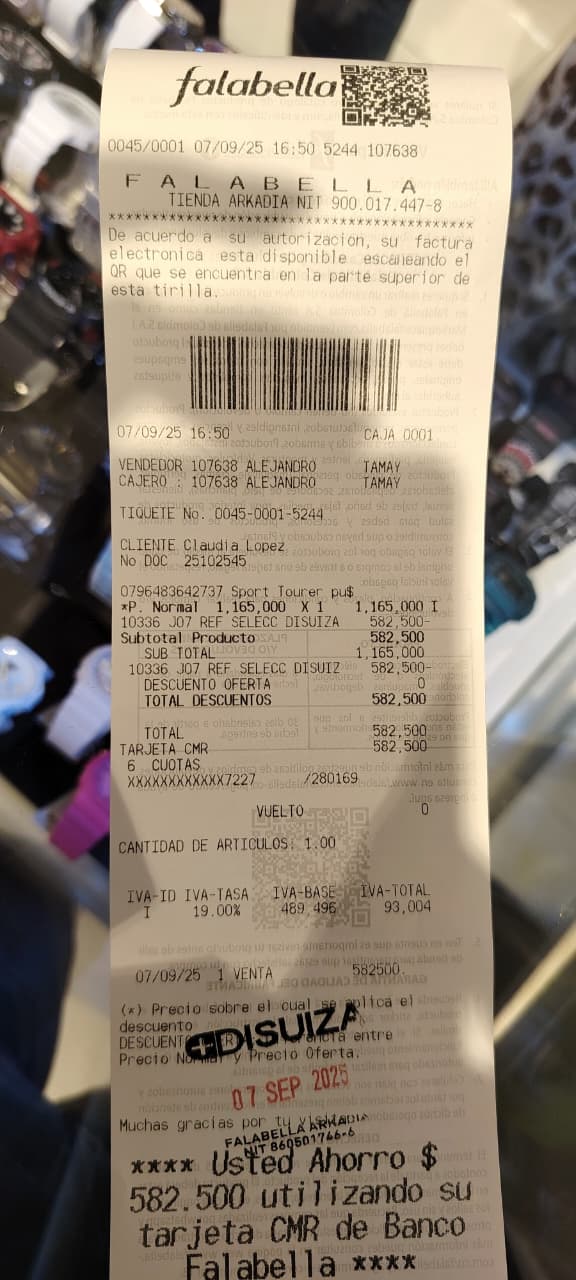 falabella
0045/0001 07/09/25 16:50 5244 107638
F A L A B E L L A
TIENDA ARKADIA NIT 900.017.447-8
******************************************
De acuerdo a su autorizacion, su factura
electronica esta disponible escaneando el
QR que se encuentra en la parte superior de
esta tirilla.
07/09/25 16:50 CAJA 0001
VENDEDOR 107638 ALEJANDRO TAMAY
CAJERO : 107638 ALEJANDRO TAMAY
TIQUETE No. 0045-0001-5244
CLIENTE Claudia Lopez
No DOC 25102545
0796483642737 Sport Tourer pu$
*P. Normal 1,165,000 X 1 1,165,000 I
10336 J07 REF SELECC DISUIZA 582,500-
Subtotal Producto 582,500
SUB TOTAL 1,165,000
10336 J07 REF SELECC DISUIZ 582,500-
DESCUENTO OFERTA 0
TOTAL DESCUENTOS 582,500
TOTAL 582,500
TARJETA CMR 582,500
6 CUOTAS
XXXXXXXXXXXX7227 /280169
VUELTO 0
CANTIDAD DE ARTICULOS: 1.00
IVA-ID IVA-TASA IVA-BASE IVA-TOTAL
I 19.00% 489,496 93,004
07/09/25 1 VENTA 582500.
(*) Precio sobre el cual se aplica el
descuento
DISUIZA
entre
Precio y Precio Oferta.
07 SEP 2025
Muchas gracias por tu
FALABELLA ARKADIA
NIT 860501766-6
**** Usted Ahorro $
582.500 utilizando su
tarjeta CMR de Banco
Falabella ****